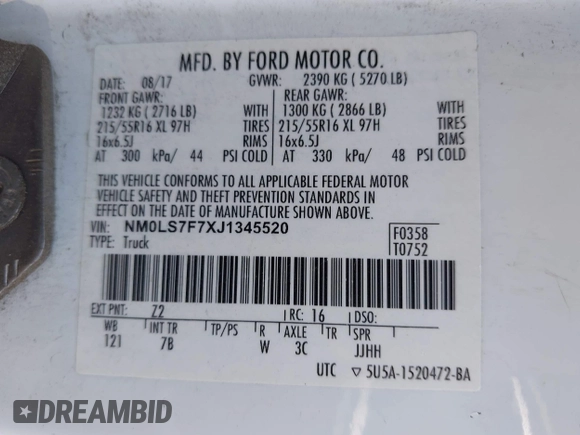 MFD. BY FORD MOTOR CO.
DATE: 08/17 GVWR: 2390 KG ( 5270 LB)
FRONT GAWR: REAR GAWR:
1232 KG ( 2716 LB) WITH 1300 KG ( 2866 LB) WITH
215/55R16 XL 97H TIRES 215/55R16 XL 97H TIRES
16x6.5J RIMS 16x6.5J RIMS
AT 300 kPa/ 44 PSI COLD AT 330 kPa/ 48 PSI COLD
THIS VEHICLE CONFORMS TO ALL APPLICABLE FEDERAL MOTOR
VEHICLE SAFETY AND THEFT PREVENTION STANDARDS IN
EFFECT ON THE DATE OF MANUFACTURE SHOWN ABOVE.
VIN: NM0LS7F7XJ1345520 F0358
TYPE: Truck T0752
EXT PNT: Z2 RC: 16 DSO:
WB INT TR TP/PS R AXLE TR SPR
121 7B W 3C JJHH
UTC ▽ 5U5A-1520472-BA
DREAMBID